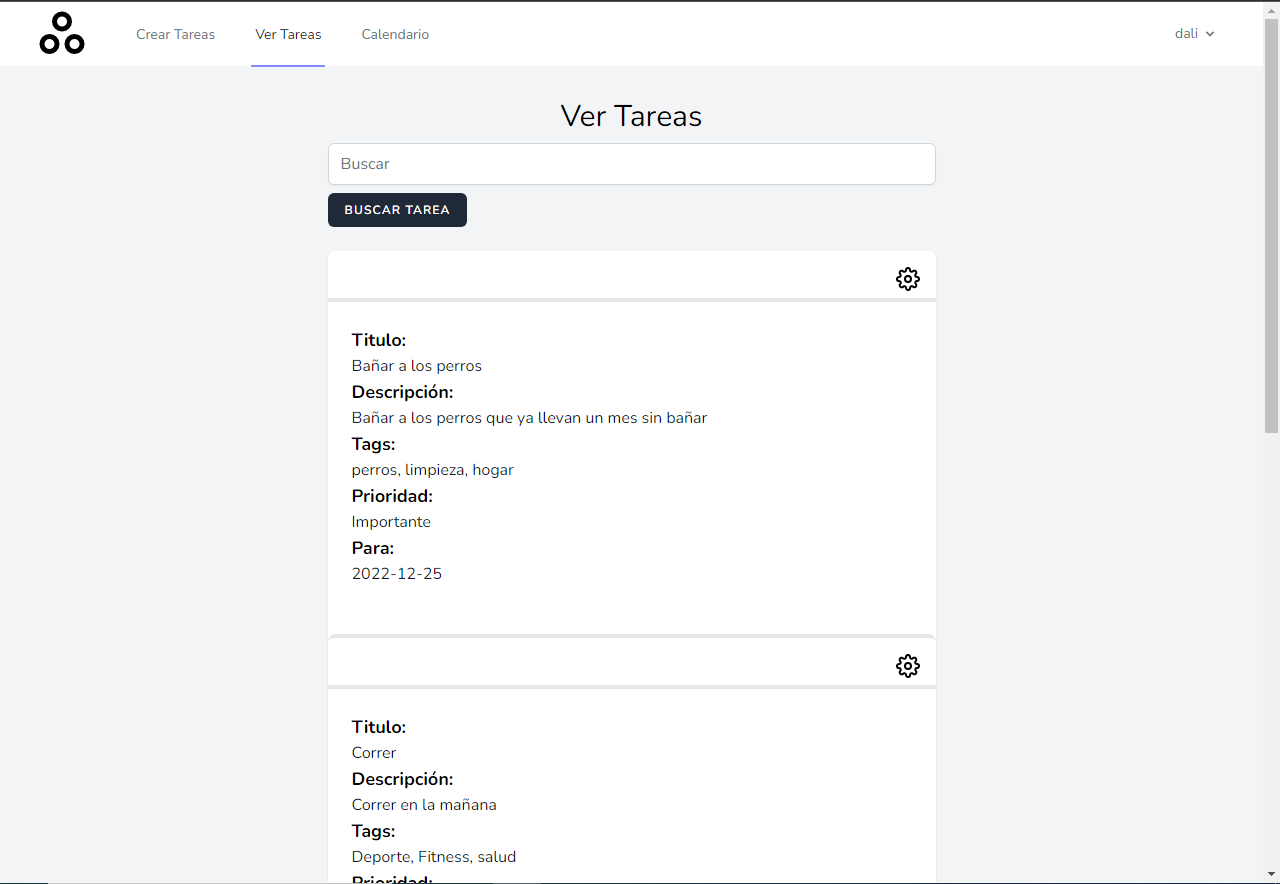 Crear Tareas Ver Tareas Calendario dali
Ver Tareas
Buscar
BUSCAR TAREA
Titulo:
Bañar a los perros
Descripción:
Bañar a los perros que ya llevan un mes sin bañar
Tags:
perros, limpieza, hogar
Prioridad:
Importante
Para:
2022-12-25
Titulo:
Correr
Descripción:
Correr en la mañana
Tags:
Deporte, Fitness, salud
Prioridad: